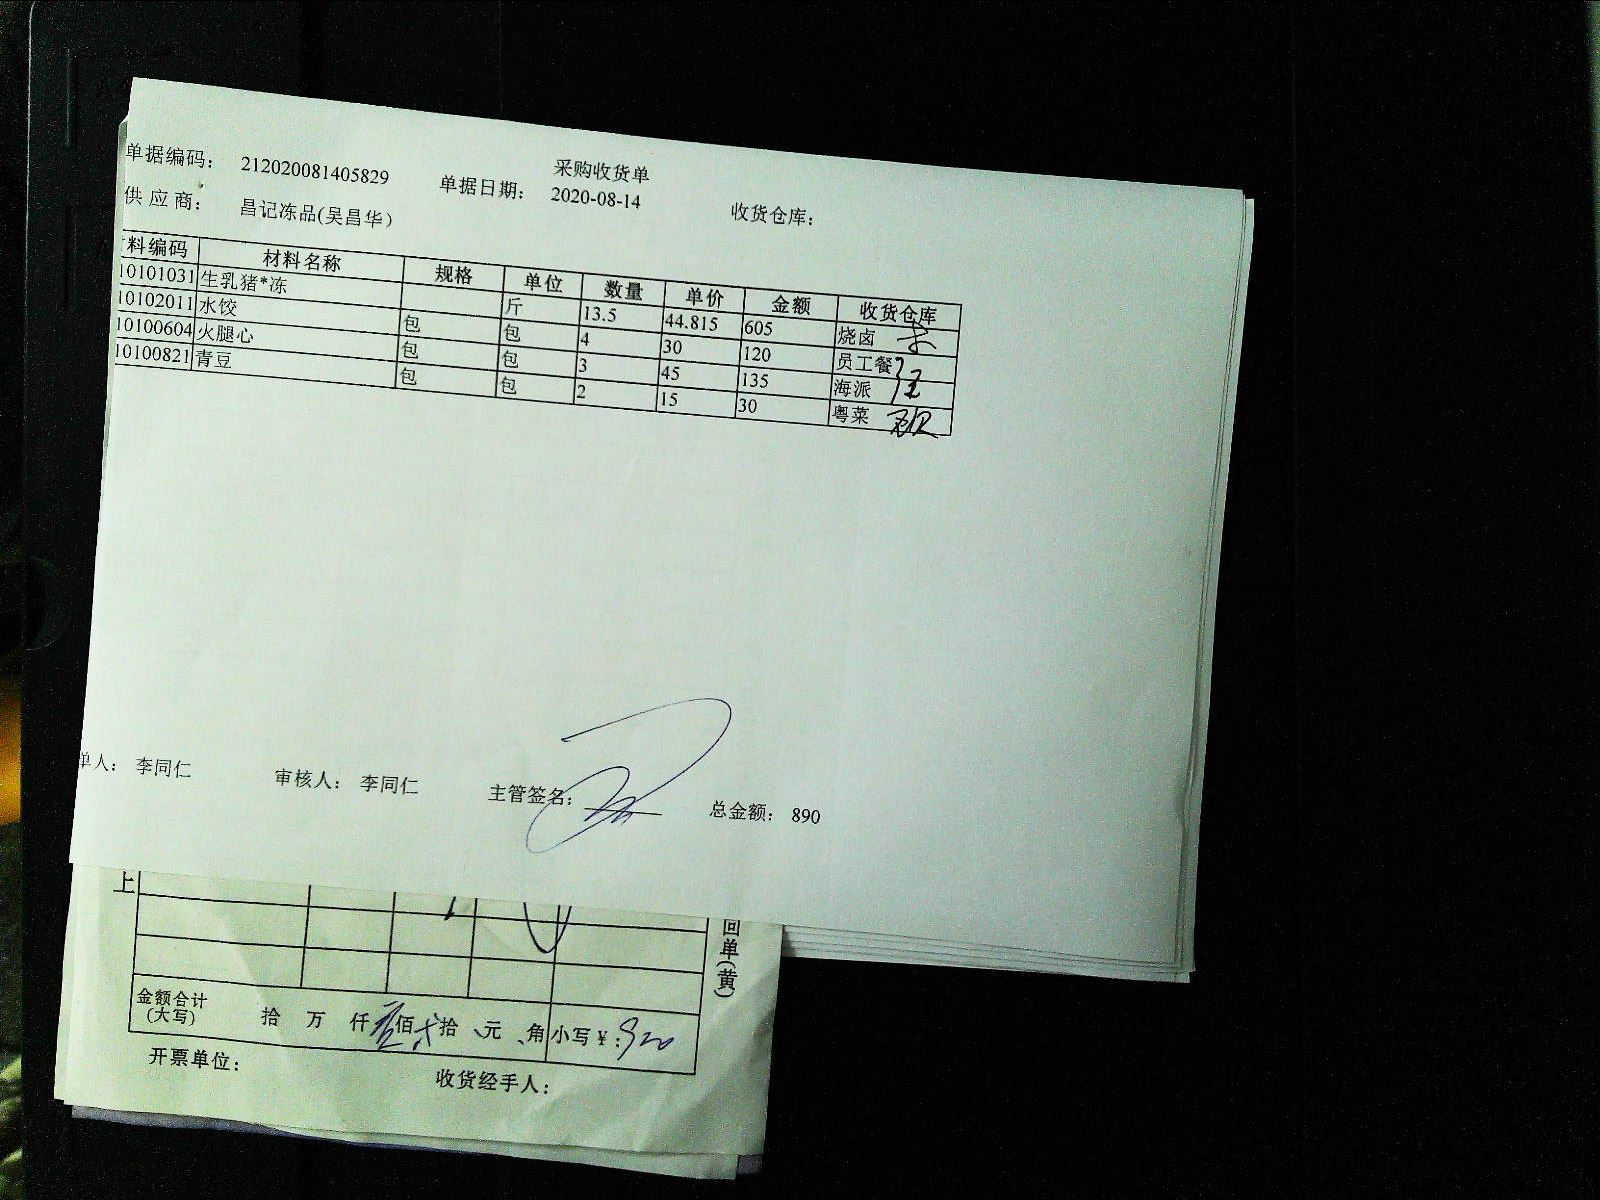 采购收货单
单据编码: 212020081405829 单据日期: 2020-08-14 收货仓库:
供应商: 昌记冻品(吴昌华)
料编码 材料名称 规格 单位 数量 单价 金额 收货仓库
10101031 生乳猪*冻 斤 13.5 44.815 605 烧卤
10102011 水饺 包 包 4 30 120 员工餐
10100604 火腿心 包 包 3 45 135 海派
10100821 青豆 包 包 2 15 30 粤菜
单人: 李同仁 审核人: 李同仁 主管签名: 总金额: 890
上
回单(黄)
金额合计(大写) 拾 万 仟 佰 拾 元 角 小写¥:920
开票单位: 收货经手人: